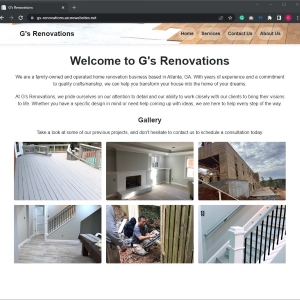 G's Renovations
gs-renovations.azurewebsites.net
G's Renovations
Home Services Contact Us About Us
Welcome to G's Renovations
We are a family-owned and operated home renovation business based in Atlanta, GA. With years of experience and a commitment
to quality craftsmanship, we can help you transform your house into the home of your dreams.
At G's Renovations, we pride ourselves on our attention to detail and our ability to work closely with our clients to bring their visions
to life. Whether you have a specific design in mind or need help coming up with ideas, we are here to help every step of the way.
Gallery
Take a look at some of our previous projects, and don't hesitate to contact us to schedule a consultation today.